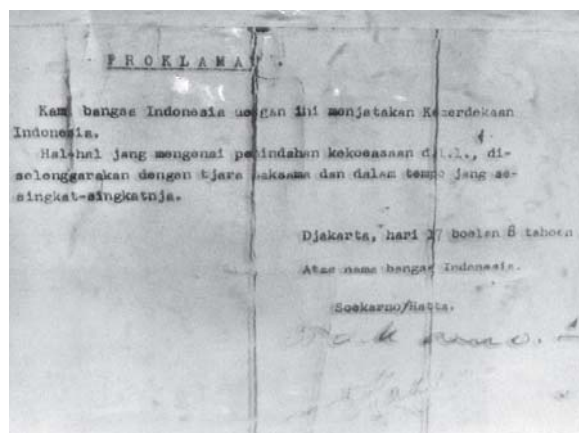 P R O K L A M A
Kami bangsa Indonesia dengan ini menjatakan Kemerdekaan
Indonesia.
Hal-hal jang mengenai pemindahan kekoeasaan d.l.l., di-
selenggarakan dengan tjara saksama dan dalam tempo jang se-
singkat-singkatnja.
Djakarta, hari 17 boelan 8 tahoen
Atas nama bangsa Indonesia.
Soekarno/Hatta.